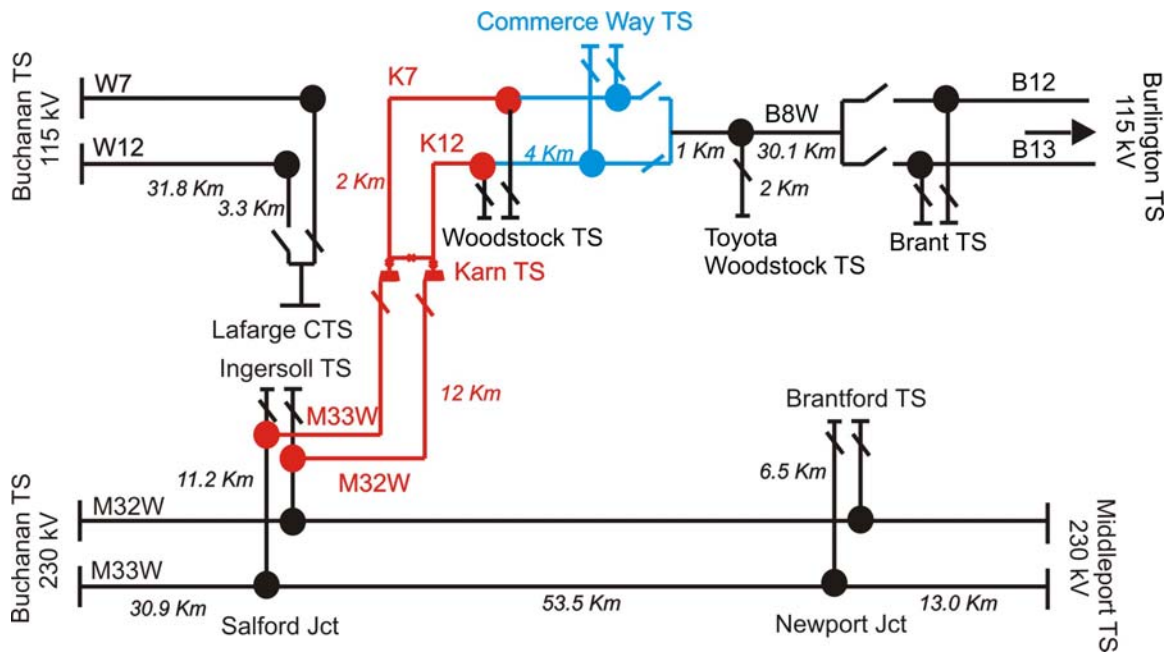 Commerce Way TS
Buchanan TS
115 kV
W7
W12
31.8 Km
3.3 Km
Lafarge CTS
K7
K12
2 Km
4 Km
Woodstock TS
Karn TS
1 Km
B8W
30.1 Km
2 Km
Toyota
Woodstock TS
B12
B13
Brant TS
Burlington TS
115 kV
Ingersoll TS
M33W
12 Km
M32W
11.2 Km
Brantford TS
6.5 Km
Buchanan TS
230 kV
M32W
M33W
30.9 Km
Salford Jct
53.5 Km
Newport Jct
13.0 Km
Middleport TS
230 kV